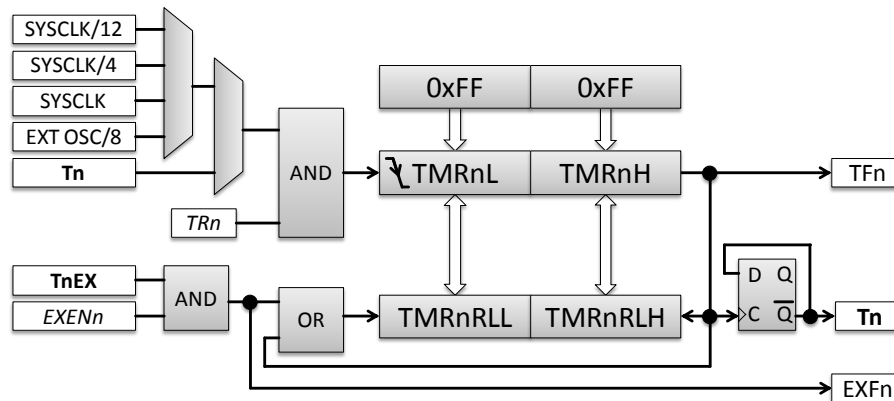 SYSCLK/12
SYSCLK/4
SYSCLK
EXT OSC/8
Tn
TRn
AND
0xFF 0xFF
TMRnL TMRnH
TFn
TnEX
EXENn
AND
OR
TMRnRLL TMRnRLH
D Q
C Q̅
Tn
EXFn